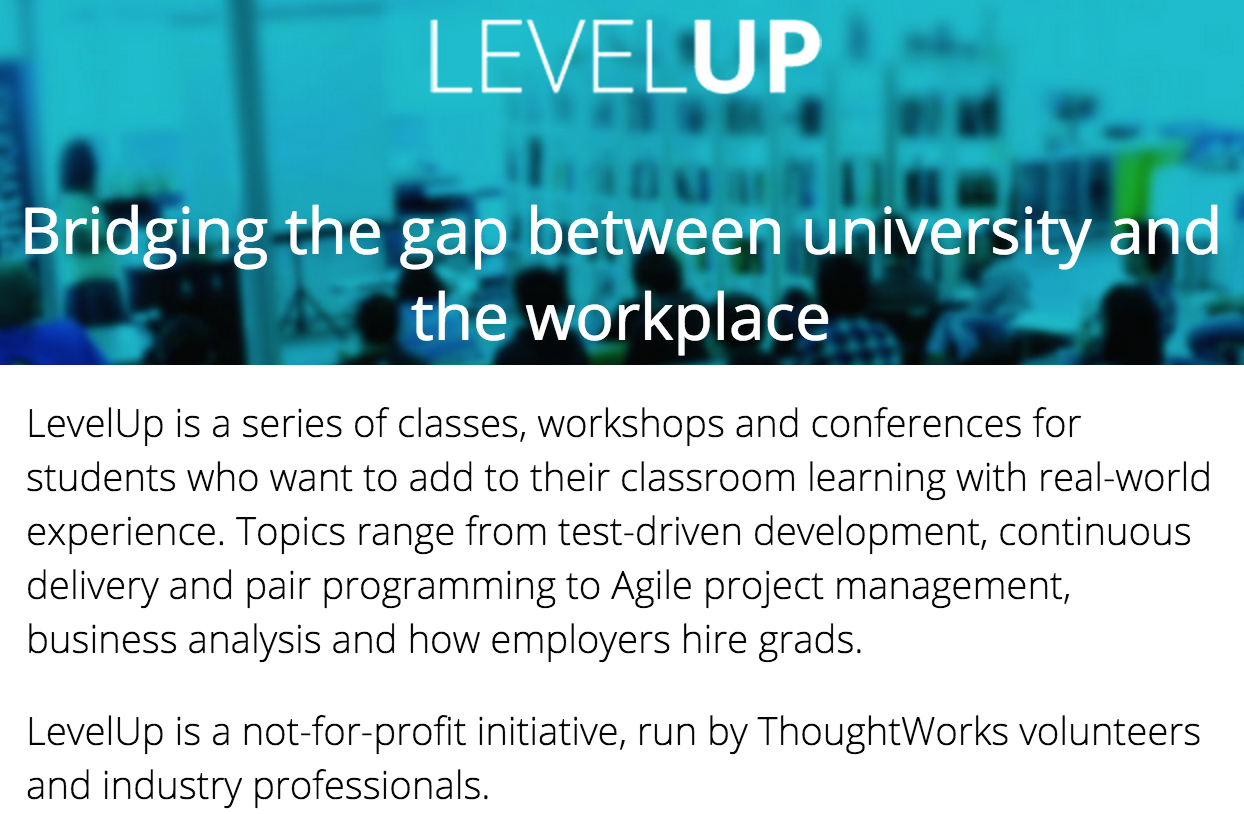 LEVELUP
Bridging the gap between university and
the workplace
LevelUp is a series of classes, workshops and conferences for
students who want to add to their classroom learning with real-world
experience. Topics range from test-driven development, continuous
delivery and pair programming to Agile project management,
business analysis and how employers hire grads.
LevelUp is a not-for-profit initiative, run by ThoughtWorks volunteers
and industry professionals.